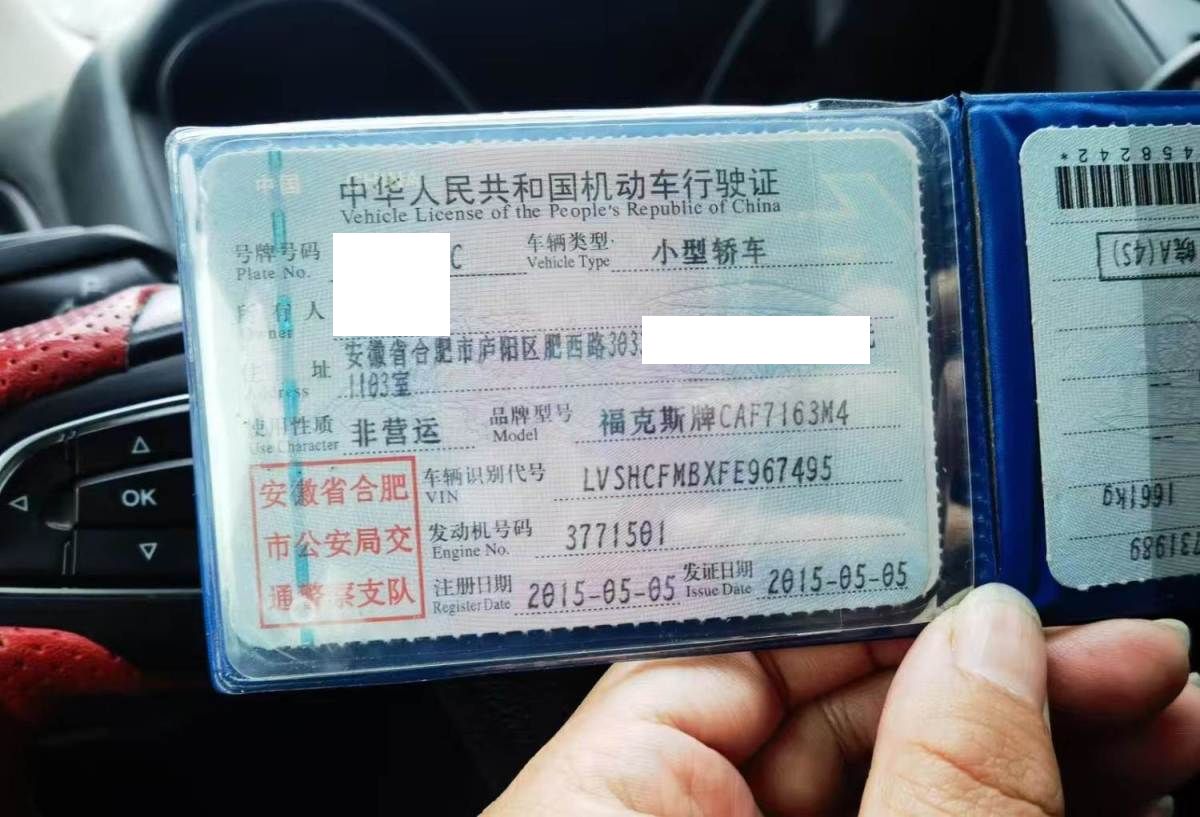 中国
中华人民共和国机动车行驶证
Vehicle License of the People's Republic of China
号牌号码 C 车辆类型 小型轿车
Plate No. Vehicle Type
所有人
Owner
住址 安徽省合肥市庐阳区肥西路303
Address 1103室
使用性质 非营运 品牌型号 福克斯牌CAF7163M4
Use Character Model
安徽省合肥
市公安局交
通警察支队
车辆识别代号 LVSHCFMBXFE967495
VIN
发动机号码 3771501
Engine No.
注册日期 2015-05-05 发证日期 2015-05-05
Register Date Issue Date
458242*
皖A(4S)
1661kg
731989
OK